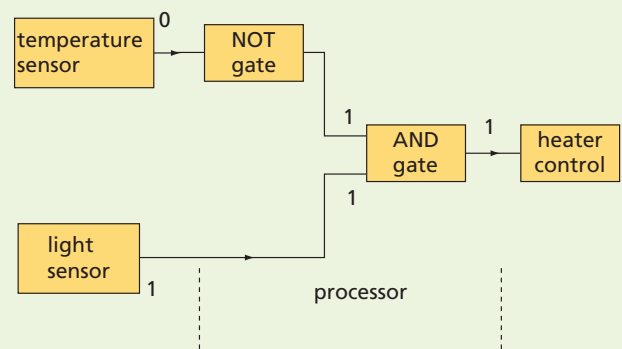 0
temperature
sensor
NOT
gate
1
AND
gate
1
heater
control
1
light
sensor
1
processor